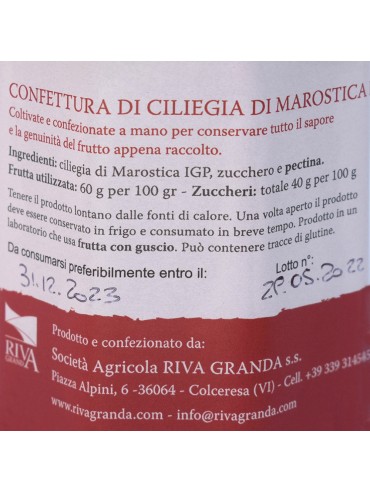 CONFETTURA DI CILIEGIA DI MAROSTICA
Coltivate e confezionate a mano per conservare tutto il sapore
e la genuinità del frutto appena raccolto.
Ingredienti: ciliegia di Marostica IGP, zucchero e pectina.
Frutta utilizzata: 60 g per 100 gr - Zuccheri: totale 40 g per 100 g
Tenere il prodotto lontano dalle fonti di calore. Una volta aperto il prodotto
deve essere conservato in frigo e consumato in breve tempo. Prodotto in un
laboratorio che usa frutta con guscio. Può contenere tracce di glutine.
Da consumarsi preferibilmente entro il:
Lotto n°:
31.12.2023
.05.2022
RIVA
GRANDA
Prodotto e confezionato da:
Società Agricola RIVA GRANDA s.s.
Piazza Alpini, 6 -36064 - Colceresa (VI) - Cell. +39 339 314545
www.rivagranda.com - info@rivagranda.com